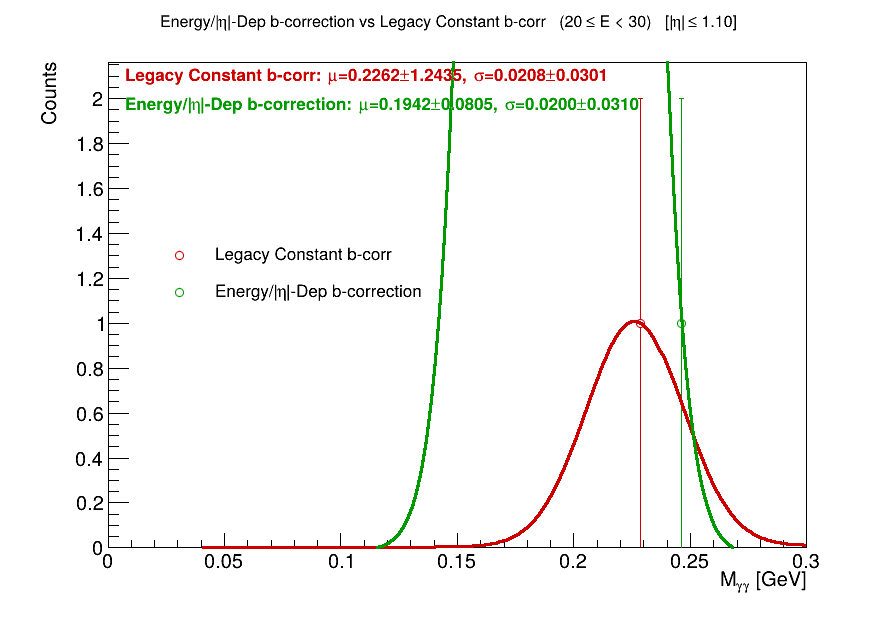 Energy/|η|-Dep b-correction vs Legacy Constant b-corr (20 ≤ E < 30) [|η| ≤ 1.10]
Counts
Legacy Constant b-corr: μ=0.2262±1.2435, σ=0.0208±0.0301
Energy/|η|-Dep b-correction: μ=0.1942±0.0805, σ=0.0200±0.0310
2
1.8
1.6
1.4
1.2
1
0.8
0.6
0.4
0.2
0
Legacy Constant b-corr
Energy/|η|-Dep b-correction
0 0.05 0.1 0.15 0.2 0.25 0.3
Mγγ [GeV]